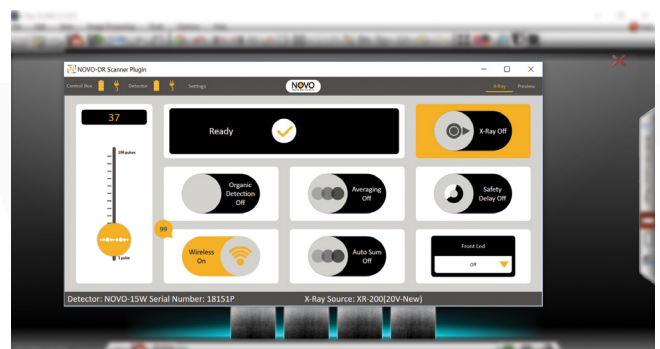 NOVO-DR Scanner Plugin
Control Box
Detector
Settings
NOVO
X-Ray
Preview
37
199 pulses
1 pulse
Ready
X-Ray Off
Organic
Detection
Off
Averaging
Off
Safety
Delay Off
99
Wireless
On
Auto Sum
Off
Front Led
Off
Detector: NOVO-15W Serial Number: 18151P
X-Ray Source: XR-200(20V-New)